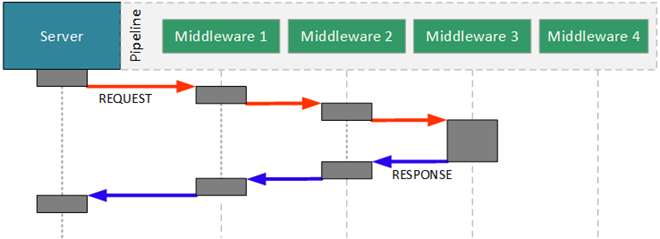 Server
Pipeline
Middleware 1
Middleware 2
Middleware 3
Middleware 4
REQUEST
RESPONSE